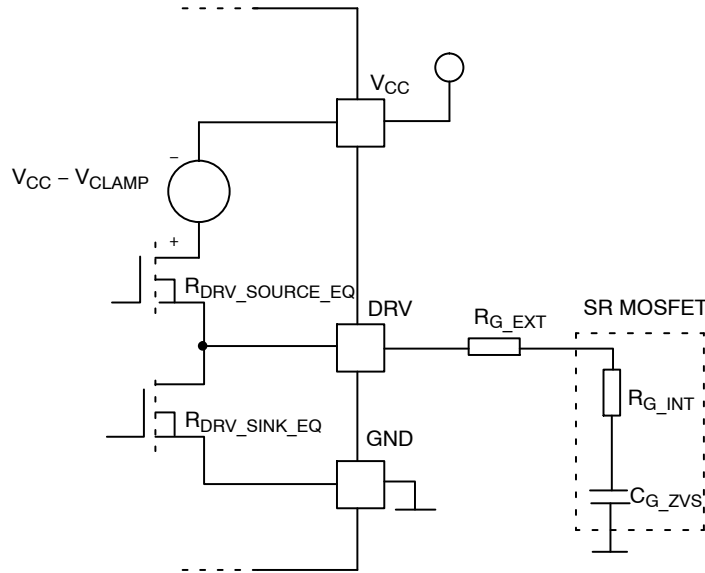 V_CC
− 
V_CC − V_CLAMP
+
R_DRV_SOURCE_EQ
DRV
R_G_EXT
SR MOSFET
R_G_INT
R_DRV_SINK_EQ
GND
C_G_ZVS